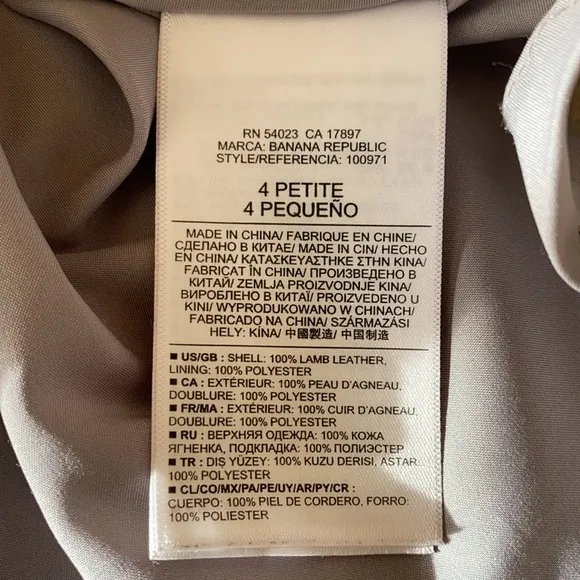 RN 54023 CA 17897
MARCA: BANANA REPUBLIC
STYLE/REFERENCIA: 100971
4 PETITE
4 PEQUEÑO
MADE IN CHINA/ FABRIQUE EN CHINE/
СДЕЛАНО В КИТАЕ/ MADE IN CIN/ HECHO
EN CHINA/ ΚΑΤΑΣΚΕΥΑΣΤΗΚΕ ΣΤΗΝ ΚΙΝΑ/
FABRICAT ÎN CHINA/ ПРОИЗВЕДЕНО В
КИТАЙ/ ZEMLJA PROIZVODNJE KINA/
ВИРОБЛЕНО В КИТАЇ/ PROIZVEDENO U
KINI/ WYPRODUKOWANO W CHINACH/
FABRICADO NA CHINA/ SZÁRMAZÁSI
HELY: KÍNA/ 中國製造/ 中国制造
■ US/GB : SHELL: 100% LAMB LEATHER,
LINING: 100% POLYESTER
■ CA : EXTÉRIEUR: 100% PEAU D'AGNEAU,
DOUBLURE: 100% POLYESTER
■ FR/MA : EXTÉRIEUR: 100% CUIR D'AGNEAU,
DOUBLURE: 100% POLYESTER
■ RU : ВЕРХНЯЯ ОДЕЖДА: 100% КОЖА
ЯГНЕНКА, ПОДКЛАДКА: 100% ПОЛИЭСТЕР
■ TR : DIŞ YÜZEY: 100% KUZU DERISI, ASTAR:
100% POLYESTER
■ CL/CO/MX/PA/PE/UY/AR/PY/CR :
CUERPO: 100% PIEL DE CORDERO, FORRO:
100% POLYESTER